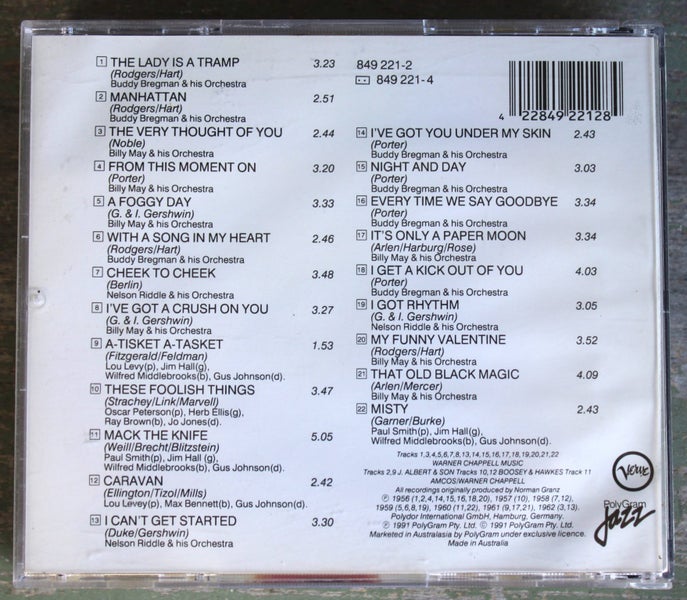 1 THE LADY IS A TRAMP 3.23
(Rodgers/Hart)
Buddy Bregman & his Orchestra
2 MANHATTAN 2.51
(Rodgers/Hart)
Buddy Bregman & his Orchestra
3 THE VERY THOUGHT OF YOU 2.44
(Noble)
Billy May & his Orchestra
4 FROM THIS MOMENT ON 3.20
(Porter)
Billy May & his Orchestra
5 A FOGGY DAY 3.33
(G. & I. Gershwin)
Billy May & his Orchestra
6 WITH A SONG IN MY HEART 2.46
(Rodgers/Hart)
Buddy Bregman & his Orchestra
7 CHEEK TO CHEEK 3.48
(Berlin)
Nelson Riddle & his Orchestra
8 I'VE GOT A CRUSH ON YOU 3.27
(G. & I. Gershwin)
Billy May & his Orchestra
9 A-TISKET A-TASKET 1.53
(Fitzgerald/Feldman)
Lou Levy(p), Jim Hall(g),
Wilfred Middlebrooks(b), Gus Johnson(d).
10 THESE FOOLISH THINGS 3.47
(Strachey/Link/Marvell)
Oscar Peterson(p), Herb Ellis(g),
Ray Brown(b), Jo Jones(d).
11 MACK THE KNIFE 5.05
(Weill/Brecht/Blitzstein)
Paul Smith(p), Jim Hall (g),
Wilfred Middlebrooks(b), Gus Johnson(d).
12 CARAVAN 2.42
(Ellington/Tizol/Mills)
Lou Levey(p), Max Bennett(b), Gus Johnson(d).
13 I CAN'T GET STARTED 3.30
(Duke/Gershwin)
Nelson Riddle & his Orchestra
849 221-2
849 221-4
4 22849 22128
14 I'VE GOT YOU UNDER MY SKIN 2.43
(Porter)
Buddy Bregman & his Orchestra
15 NIGHT AND DAY 3.03
(Porter)
Buddy Bregman & his Orchestra
16 EVERY TIME WE SAY GOODBYE 3.34
(Porter)
Buddy Bregman & his Orchestra
17 IT'S ONLY A PAPER MOON 3.34
(Arlen/Harburg/Rose)
Billy May & his Orchestra
18 I GET A KICK OUT OF YOU 4.03
(Porter)
Buddy Bregman & his Orchestra
19 I GOT RHYTHM 3.05
(G. & I. Gershwin)
Nelson Riddle & his Orchestra
20 MY FUNNY VALENTINE 3.52
(Rodgers/Hart)
Billy May & his Orchestra
21 THAT OLD BLACK MAGIC 4.09
(Arlen/Mercer)
Billy May & his Orchestra
22 MISTY 2.43
(Garner/Burke)
Paul Smith(p), Jim Hall(g),
Wilfred Middlebrooks(b), Gus Johnson(d).
Tracks 1,3,4,5,6,7,8,13,14,15,16,17,18,19,20,21,22
WARNER CHAPPELL MUSIC
Tracks 2,9 J. ALBERT & SON Tracks 10,12 BOOSEY & HAWKES Track 11
AMCOS/WARNER CHAPPELL
All recordings originally produced by Norman Granz
℗ 1956 (1,2,4,14,15,16,18,20), 1957 (10), 1958 (7,12),
1959 (5,6,8,19), 1960 (11,22), 1961 (9,17,21), 1962 (3,13).
Polydor International GmbH, Hamburg, Germany.
℗ 1991 PolyGram Pty. Ltd. © 1991 PolyGram Pty. Ltd.
Marketed in Australasia by PolyGram under exclusive licence.
Made in Australia
Verve
PolyGram
jazz